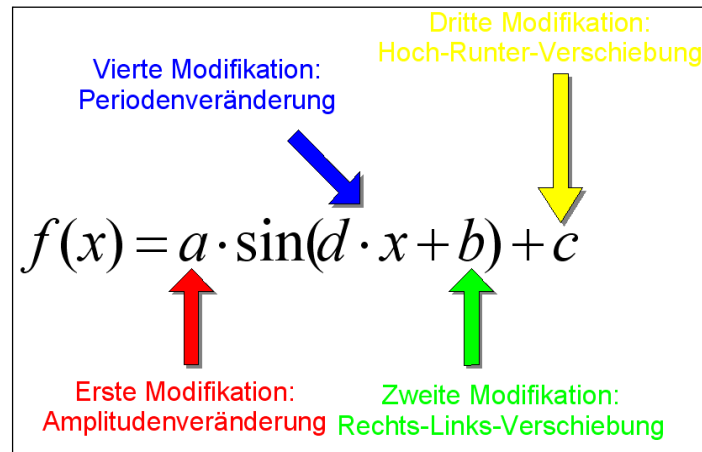 Dritte Modifikation:
Hoch-Runter-Verschiebung
Vierte Modifikation:
Periodenveränderung
f(x) = a · sin(d · x + b) + c
Erste Modifikation:
Amplitudenveränderung
Zweite Modifikation:
Rechts-Links-Verschiebung